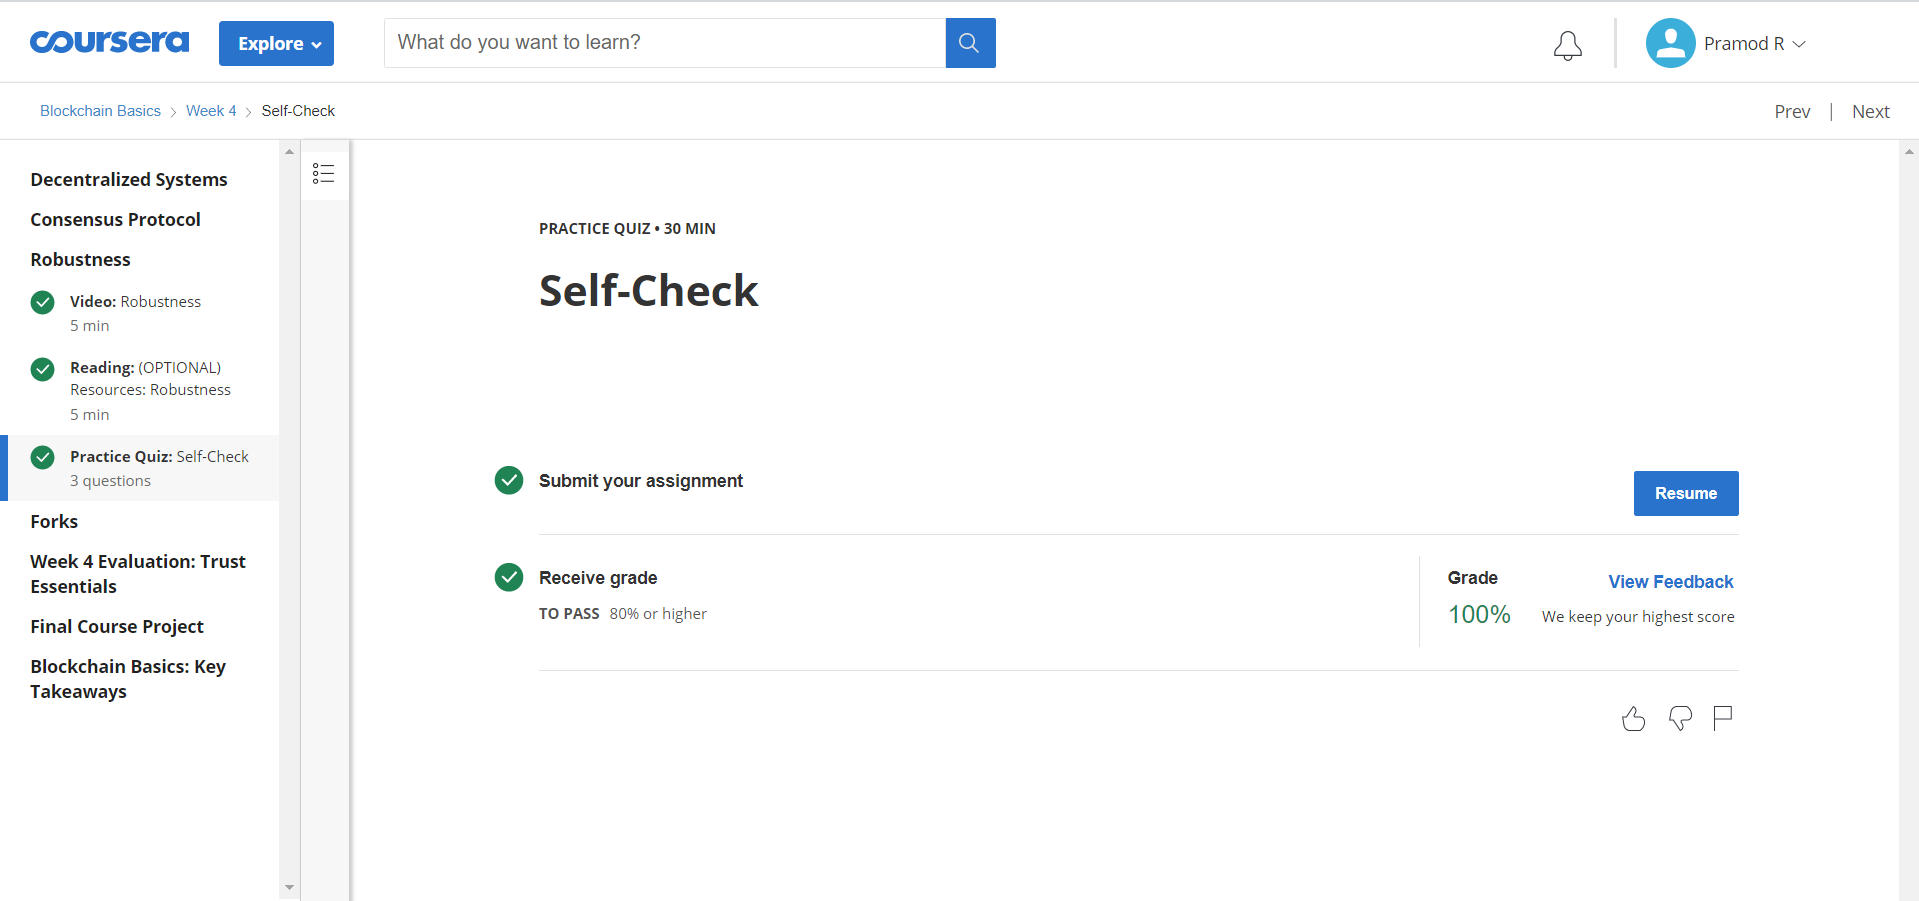 coursera
Explore
What do you want to learn?
Pramod R
Blockchain Basics > Week 4 > Self-Check
Prev | Next
Decentralized Systems
Consensus Protocol
Robustness
Video: Robustness
5 min
Reading: (OPTIONAL)
Resources: Robustness
5 min
Practice Quiz: Self-Check
3 questions
Forks
Week 4 Evaluation: Trust
Essentials
Final Course Project
Blockchain Basics: Key
Takeaways
PRACTICE QUIZ • 30 MIN
Self-Check
Submit your assignment
Resume
Receive grade
TO PASS 80% or higher
Grade
100%
View Feedback
We keep your highest score